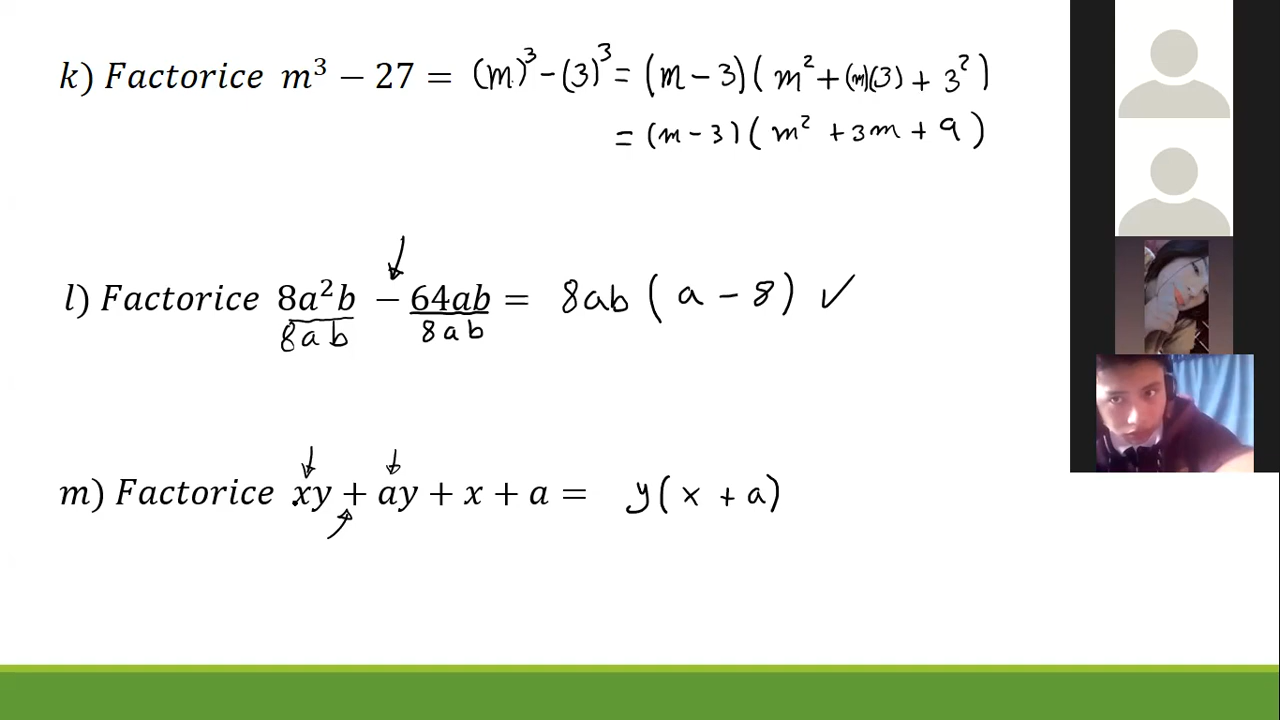 k) Factorice m³ − 27 = (m)³ − (3)³ = (m − 3)( m² + (m)(3) + 3² )
= (m − 3)( m² + 3m + 9 )
l) Factorice 8a²b − 64ab = 8ab ( a − 8 ) ✓
8ab 8ab
m) Factorice xy + ay + x + a = y( x + a )